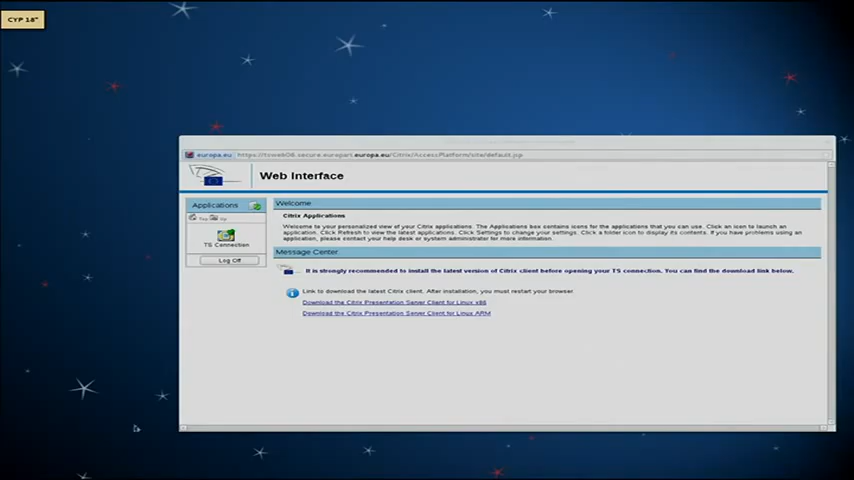 CYP 18"
europa.eu https://tsweb06.secure.europarl.europa.eu/Citrix/AccessPlatform/site/default.jsp
Web Interface
Applications
Top Up
TS Connection
Log Off
Welcome
Citrix Applications
Welcome to your personalized view of your Citrix applications. The Applications box contains icons for the applications that you can use. Click an icon to launch an
application. Click Refresh to view the latest applications. Click Settings to change your settings. Click a folder icon to display its contents. If you have problems using an
application, please contact your help desk or system administrator for more information.
Message Center
It is strongly recommended to install the latest version of Citrix client before opening your TS connection. You can find the download link below.
Link to download the latest Citrix client. After installation, you must restart your browser
Download the Citrix Presentation Server Client for Linux x86
Download the Citrix Presentation Server Client for Linux ARM